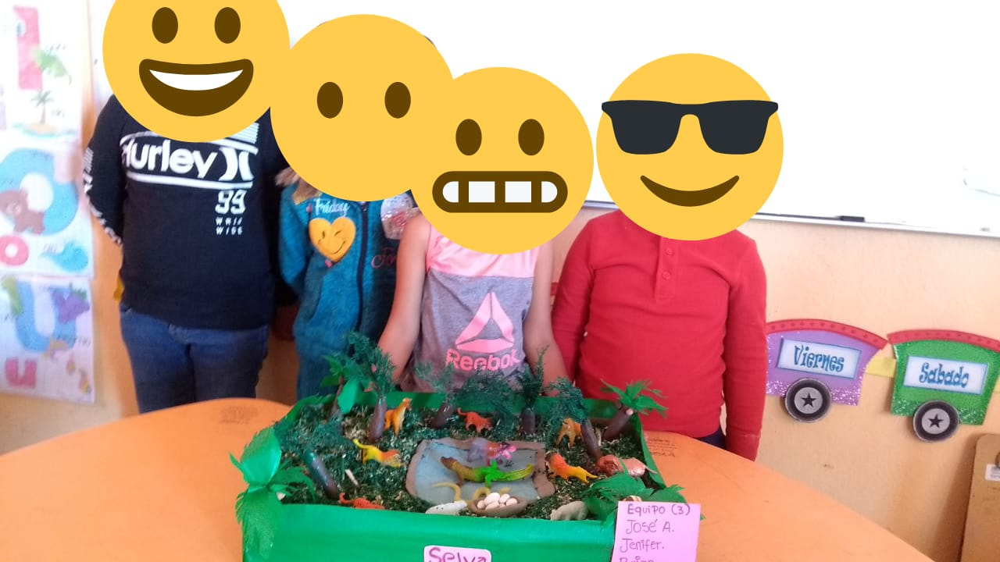 Hurley
99
Friday
Reebok
Viernes
Sabado
EQUIPO (3)
JOSÉ A.
Jenifer.
Selva